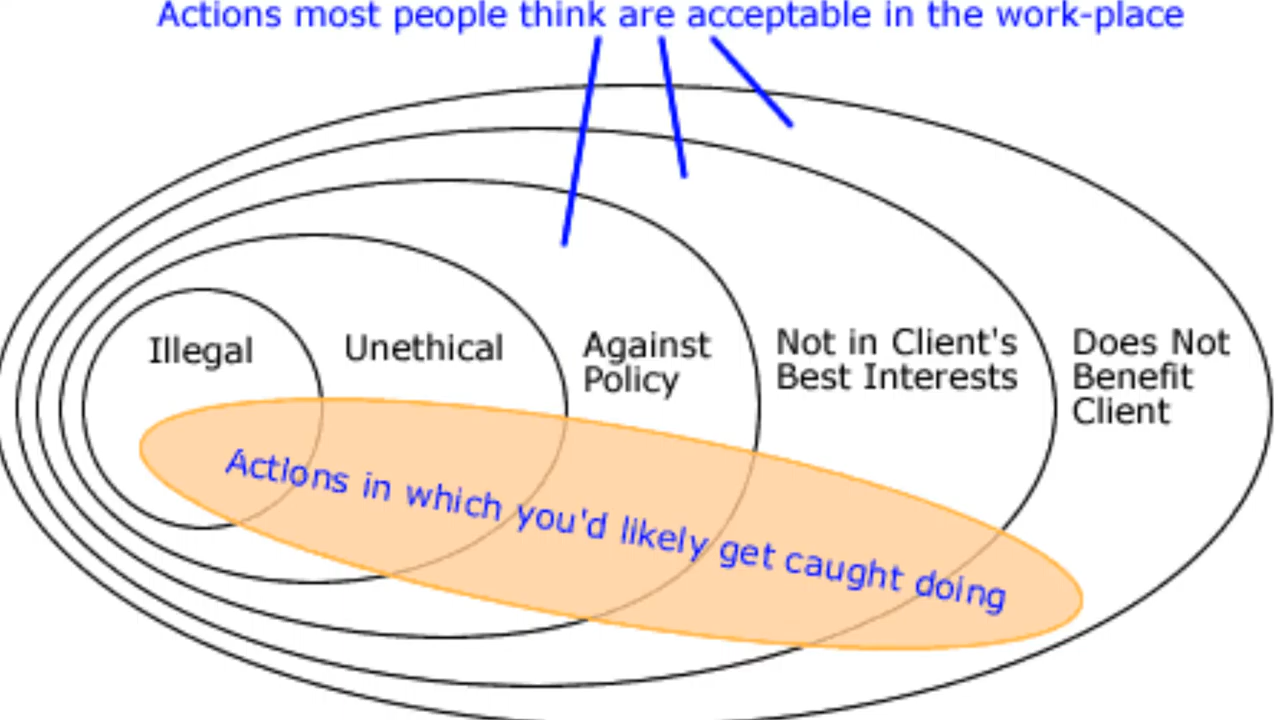 Actions most people think are acceptable in the work-place
Illegal
Unethical
Against
Policy
Not in Client's
Best Interests
Does Not
Benefit
Client
Actions in which you'd likely get caught doing